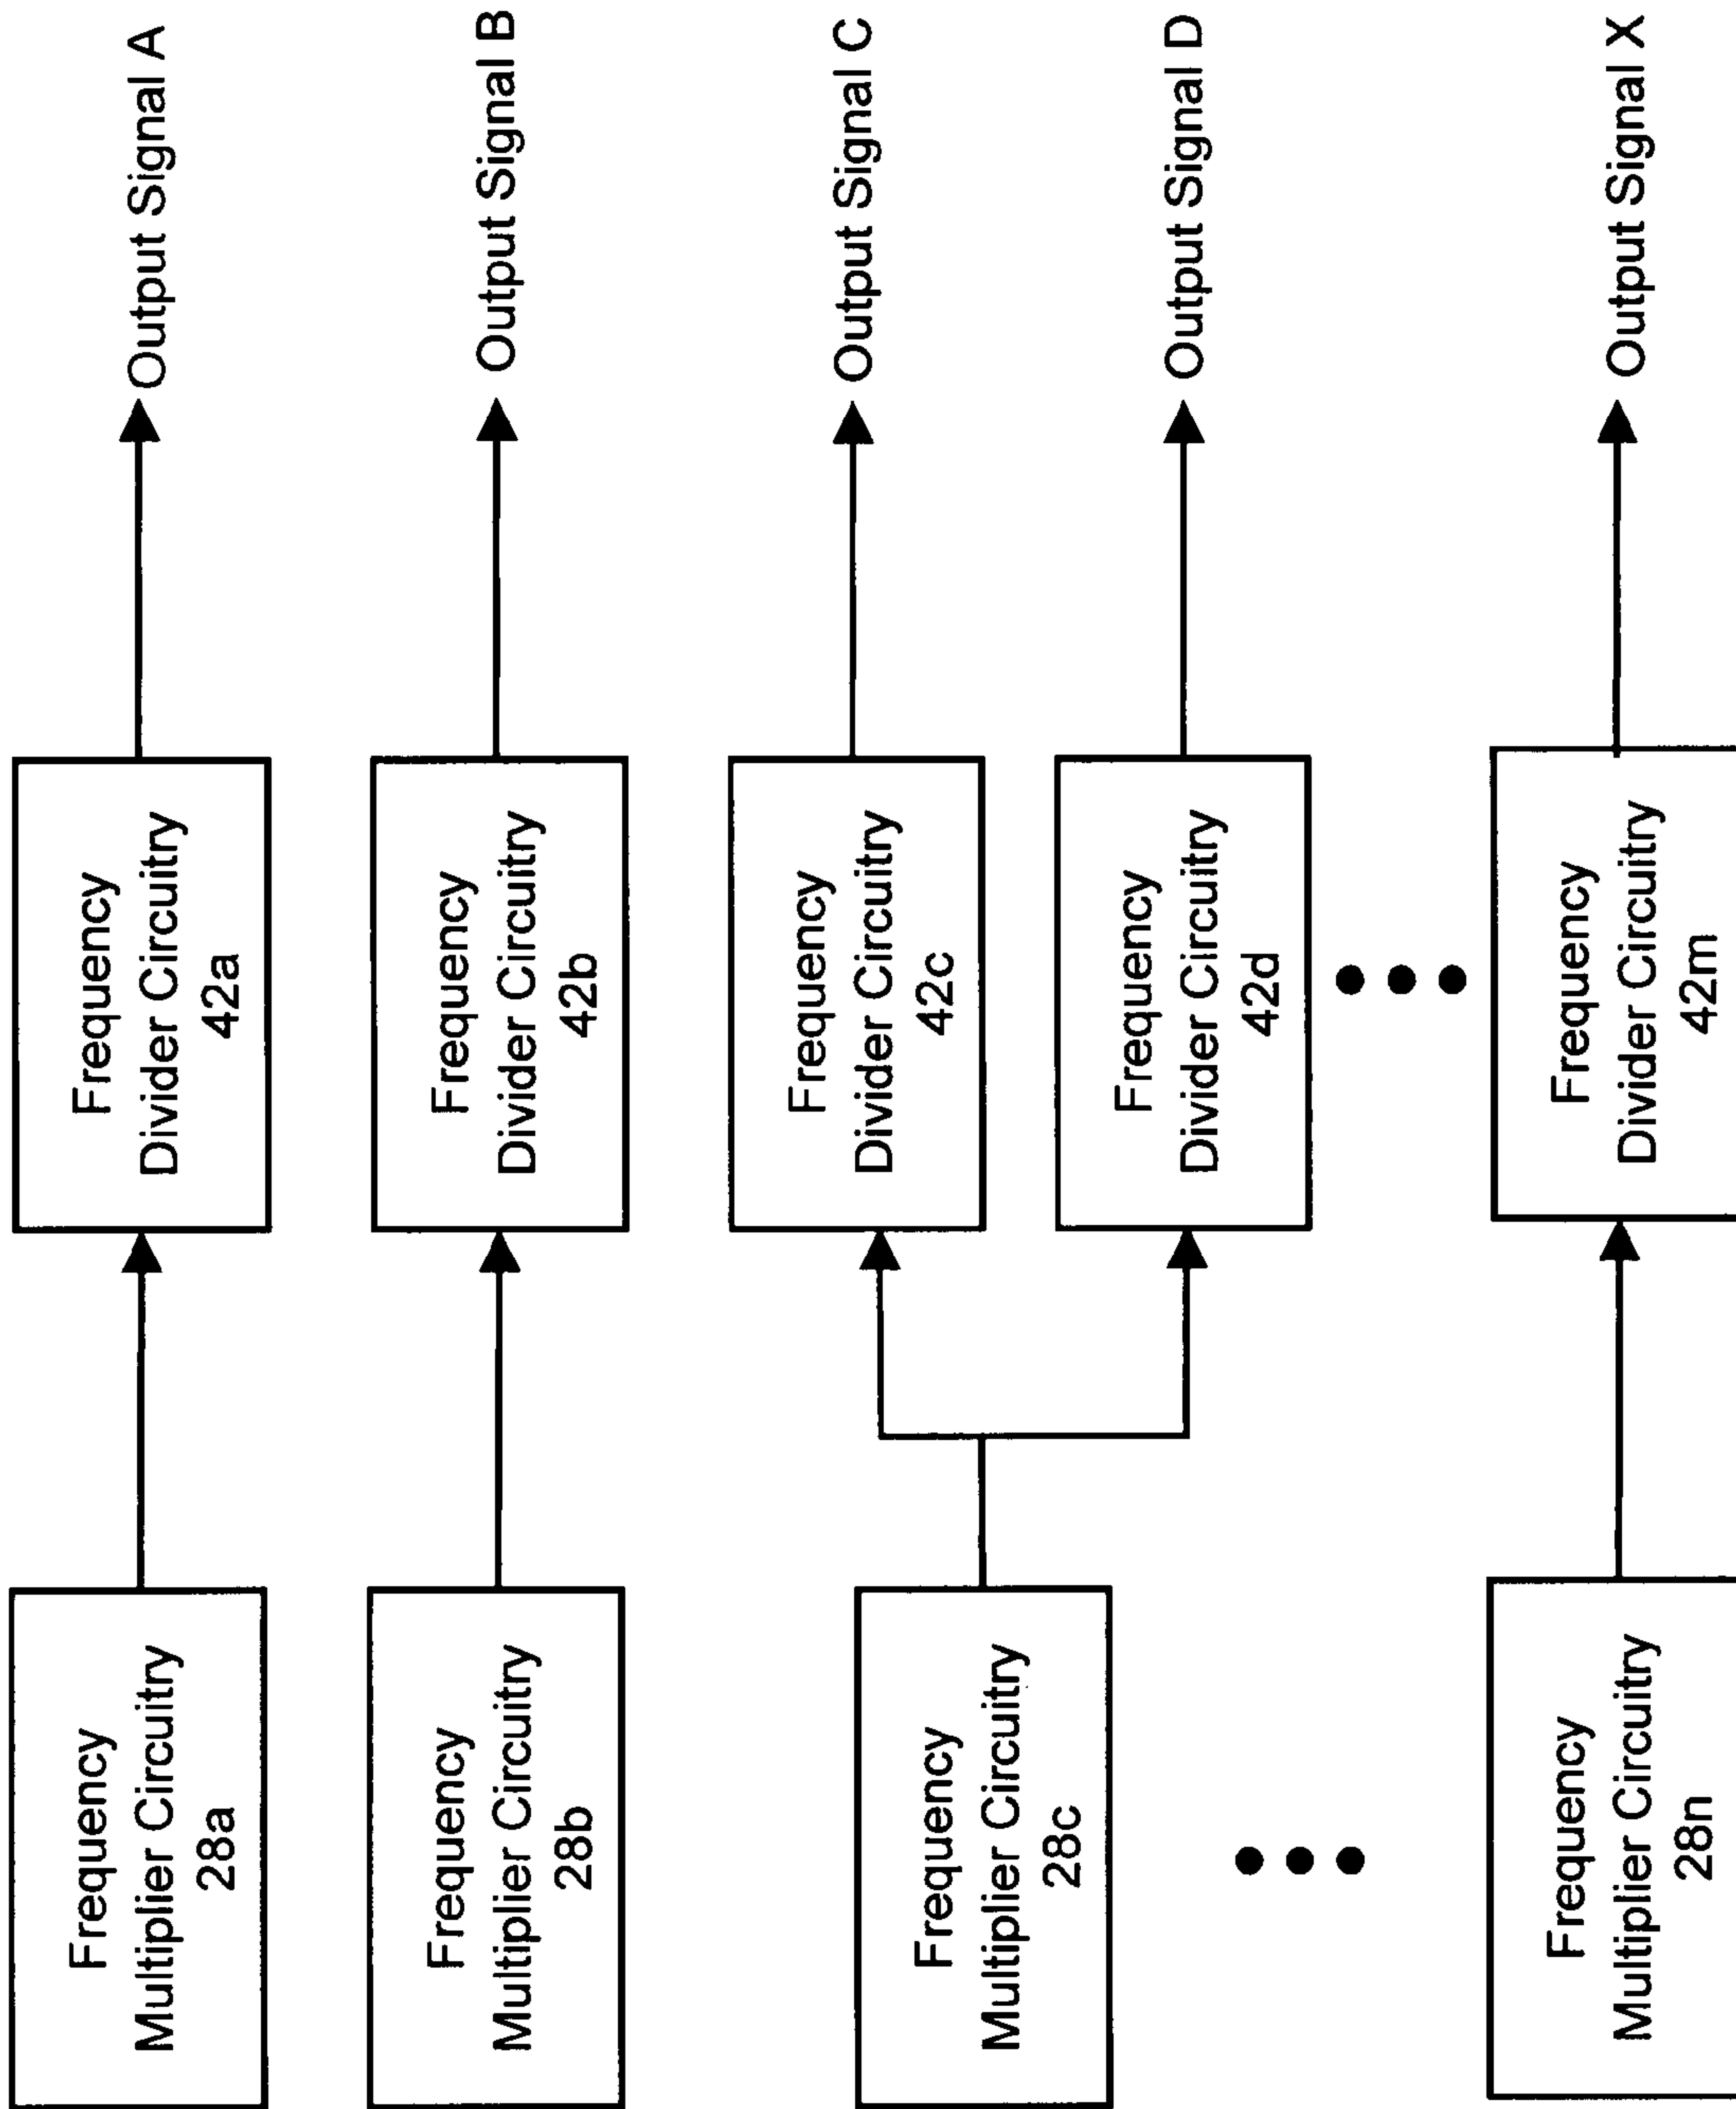 Frequency
Multiplier Circuitry
28a
Frequency
Divider Circuitry
42a
Output Signal A
Frequency
Multiplier Circuitry
28b
Frequency
Divider Circuitry
42b
Output Signal B
Frequency
Multiplier Circuitry
28c
Frequency
Divider Circuitry
42c
Output Signal C
Frequency
Divider Circuitry
42d
Output Signal D
Frequency
Multiplier Circuitry
28n
Frequency
Divider Circuitry
42m
Output Signal X